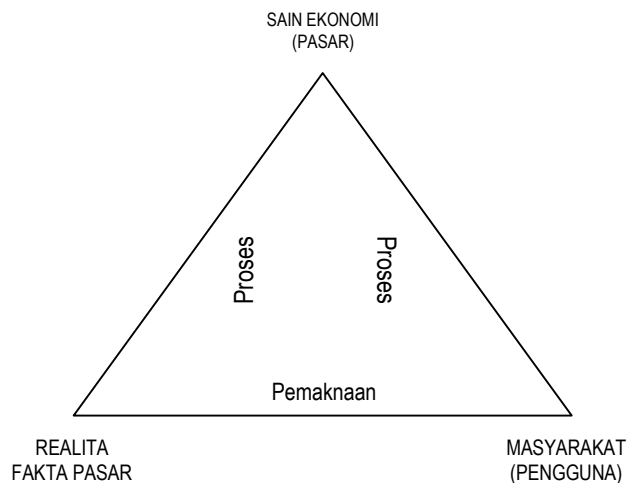 SAIN EKONOMI
(PASAR)
Proses
Proses
Pemaknaan
REALITA
FAKTA PASAR
MASYARAKAT
(PENGGUNA)